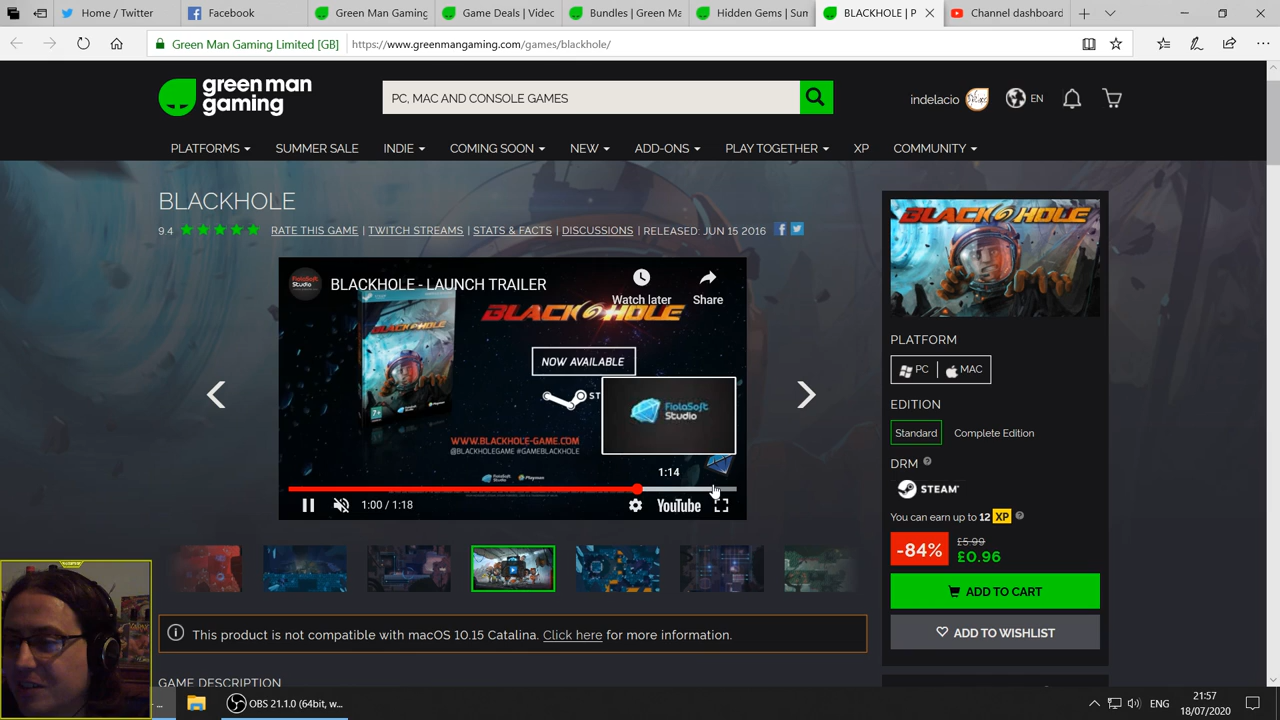 Home / Twitter
Facebook
Green Man Gaming
Game Deals | Video
Bundles | Green Ma
Hidden Gems | Sum
BLACKHOLE | P
Channel dashboard
Green Man Gaming Limited [GB]
https://www.greenmangaming.com/games/blackhole/
green man gaming
PC, MAC AND CONSOLE GAMES
indelacio
EN
PLATFORMS
SUMMER SALE
INDIE
COMING SOON
NEW
ADD-ONS
PLAY TOGETHER
XP
COMMUNITY
BLACKHOLE
9.4
RATE THIS GAME | TWITCH STREAMS | STATS & FACTS | DISCUSSIONS | RELEASED: JUN 15 2016
BLACKHOLE - LAUNCH TRAILER
Watch later
Share
BLACKHOLE
NOW AVAILABLE
ST
FiolaSoft Studio
WWW.BLACKHOLE-GAME.COM
@BLACKHOLEGAME #GAMEBLACKHOLE
1:14
1:00 / 1:18
YouTube
BLACKHOLE
PLATFORM
PC
MAC
EDITION
Standard
Complete Edition
DRM
STEAM
You can earn up to 12 XP
-84%
£5.99
£0.96
ADD TO CART
ADD TO WISHLIST
This product is not compatible with macOS 10.15 Catalina. Click here for more information.
GAME DESCRIPTION
OBS 21.1.0 (64bit, w...
ENG
21:57
18/07/2020